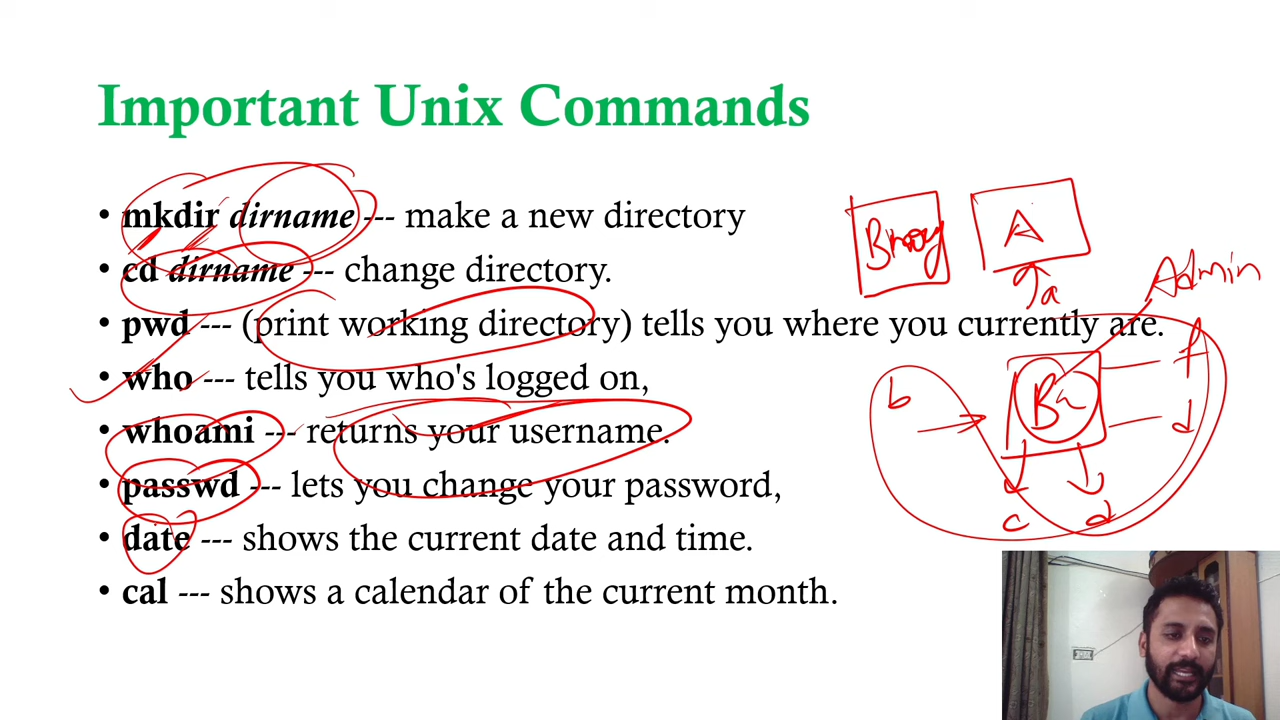 Important Unix Commands
• mkdir dirname --- make a new directory
• cd dirname --- change directory.
• pwd --- (print working directory) tells you where you currently are.
• who --- tells you who's logged on,
• whoami --- returns your username.
• passwd --- lets you change your password,
• date --- shows the current date and time.
• cal --- shows a calendar of the current month.
A
a
Admin
b
f
d
c
d